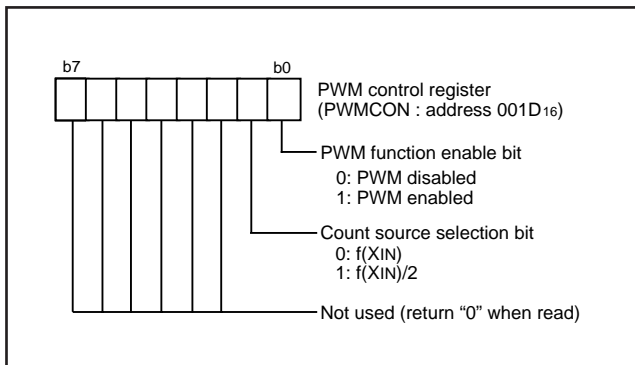 b7 b0
PWM control register
(PWMCON : address 001D16)
PWM function enable bit
0: PWM disabled
1: PWM enabled
Count source selection bit
0: f(XIN)
1: f(XIN)/2
Not used (return “0” when read)